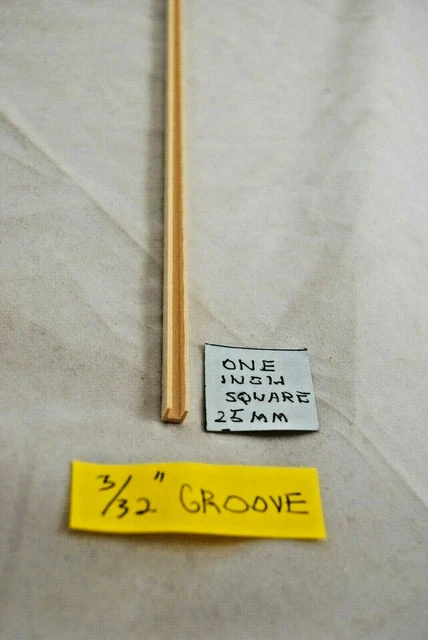 ONE
INCH
SQUARE
25MM
3/32" GROOVE